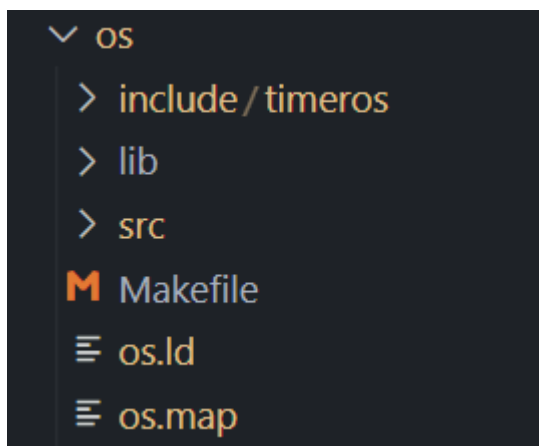 os
include/timeros
lib
src
M Makefile
os.ld
os.map